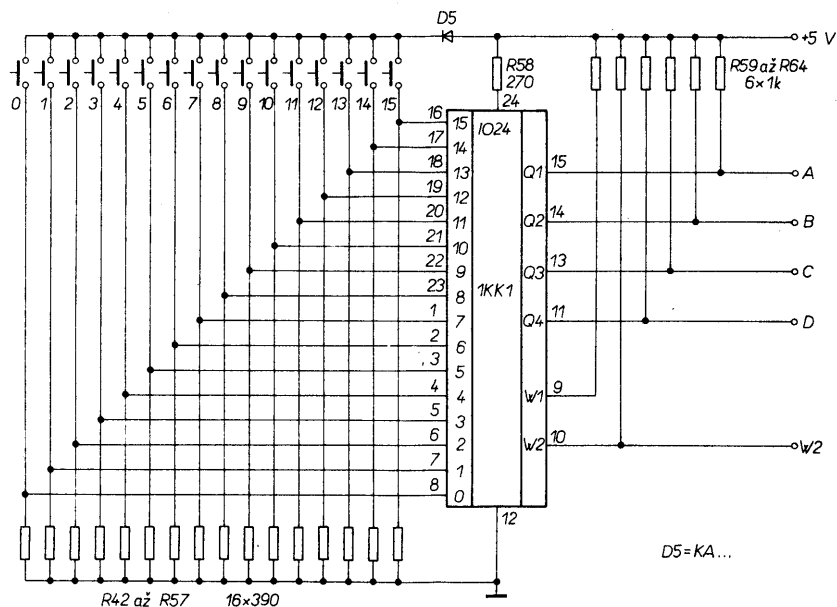 D5
+5 V
R58
270
24
R59 až R64
6×1k
0 1 2 3 4 5 6 7 8 9 10 11 12 13 14 15
16 15 IO24
17 14
18 13 Q1 15 A
19 12
20 11 Q2 14 B
21 10
22 9 Q3 13 C
23 8 1KK1
1 7 Q4 11 D
2 6
3 5
4 4 W1 9
5 3
6 2 W2 10 W2
7 1
8 0
12
D5=KA...
R42 až R57 16×390